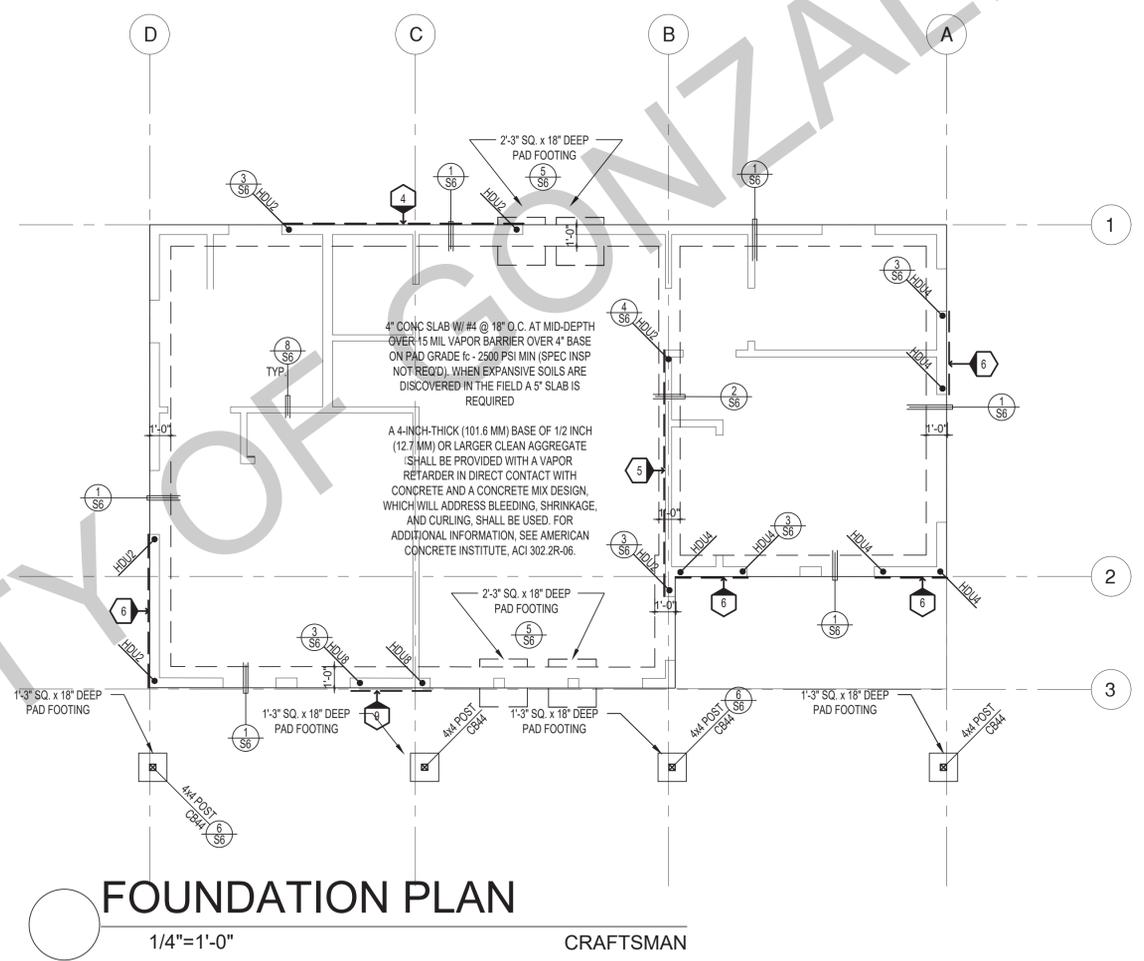 D
C
B
A
2'-3" SQ. x 18" DEEP
PAD FOOTING
5
S6
1
S6
1
S6
3
S6
HDU2
4
HDU2
1'-0"
1
3
S6
HDU4
HDU4
6
4" CONC SLAB W/ #4 @ 18" O.C. AT MID-DEPTH
OVER 15 MIL VAPOR BARRIER OVER 4" BASE
ON PAD GRADE fc - 2500 PSI MIN (SPEC INSP
NOT REQ'D). WHEN EXPANSIVE SOILS ARE
DISCOVERED IN THE FIELD A 5" SLAB IS
REQUIRED
4
S6
HDU2
8
S6
TYP.
2
S6
1
S6
1'-0"
1'-0"
A 4-INCH-THICK (101.6 MM) BASE OF 1/2 INCH
(12.7 MM) OR LARGER CLEAN AGGREGATE
SHALL BE PROVIDED WITH A VAPOR
RETARDER IN DIRECT CONTACT WITH
CONCRETE AND A CONCRETE MIX DESIGN,
WHICH WILL ADDRESS BLEEDING, SHRINKAGE,
AND CURLING, SHALL BE USED. FOR
ADDITIONAL INFORMATION, SEE AMERICAN
CONCRETE INSTITUTE, ACI 302.2R-06.
5
1
S6
1'-0"
3
S6
HDU2
HDU4
HDU4
3
S6
HDU4
HDU4
2
HDU2
6
HDU2
2'-3" SQ. x 18" DEEP
PAD FOOTING
5
S6
1'-0"
6
6
1
S6
3
S6
HDU8
HDU8
1'-0"
3
1'-3" SQ. x 18" DEEP
PAD FOOTING
1
S6
1'-3" SQ. x 18" DEEP
PAD FOOTING
9
4x4 POST
CB44
1'-3" SQ. x 18" DEEP
PAD FOOTING
4x4 POST
CB44
6
S6
1'-3" SQ. x 18" DEEP
PAD FOOTING
4x4 POST
CB44
4x4 POST
CB44
6
S6
FOUNDATION PLAN
1/4"=1'-0"
CRAFTSMAN
TY OF GONZAL